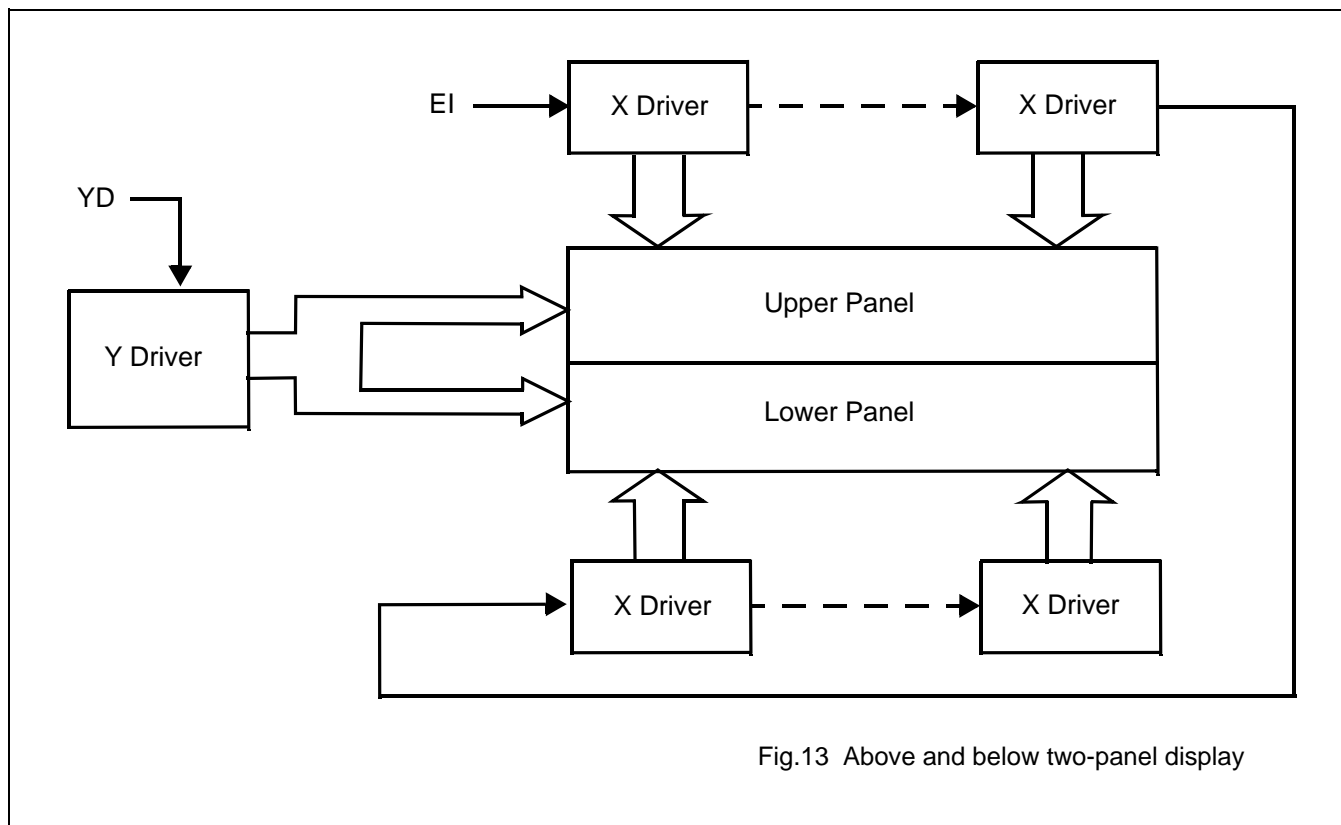 EI
X Driver
X Driver
YD
Upper Panel
Y Driver
Lower Panel
X Driver
X Driver
Fig.13 Above and below two-panel display